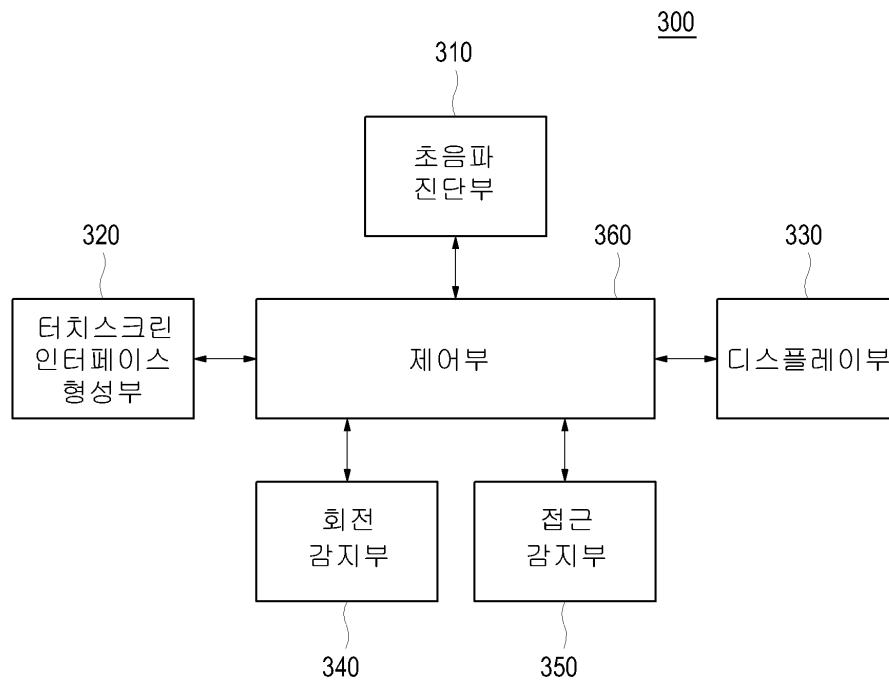 300
310
초음파
진단부
320
360
330
터치스크린
인터페이스
형성부
제어부
디스플레이부
회전
감지부
접근
감지부
340
350